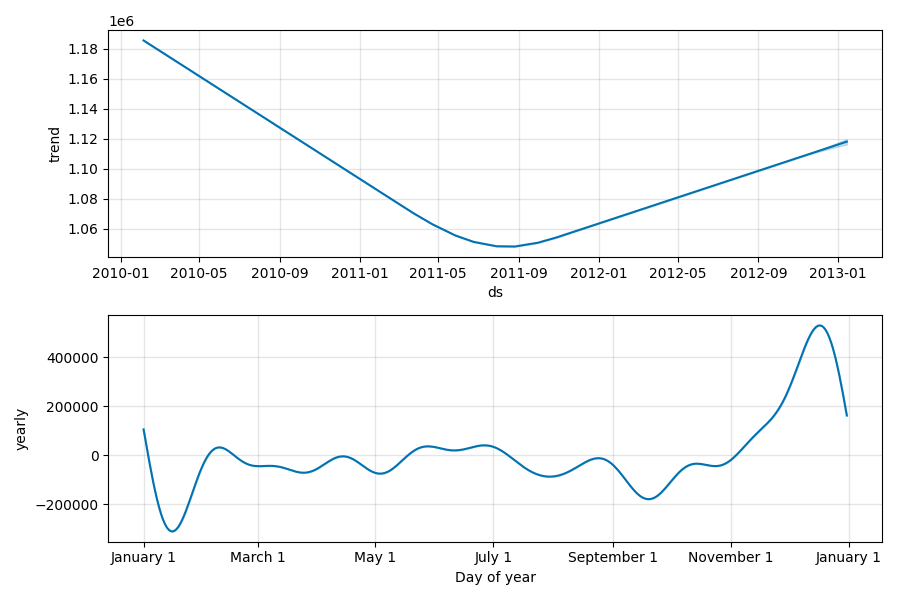 1e6
1.18
1.16
1.14
1.12
1.10
1.08
1.06
trend
2010-01 2010-05 2010-09 2011-01 2011-05 2011-09 2012-01 2012-05 2012-09 2013-01
ds
400000
200000
0
−200000
yearly
January 1 March 1 May 1 July 1 September 1 November 1 January 1
Day of year